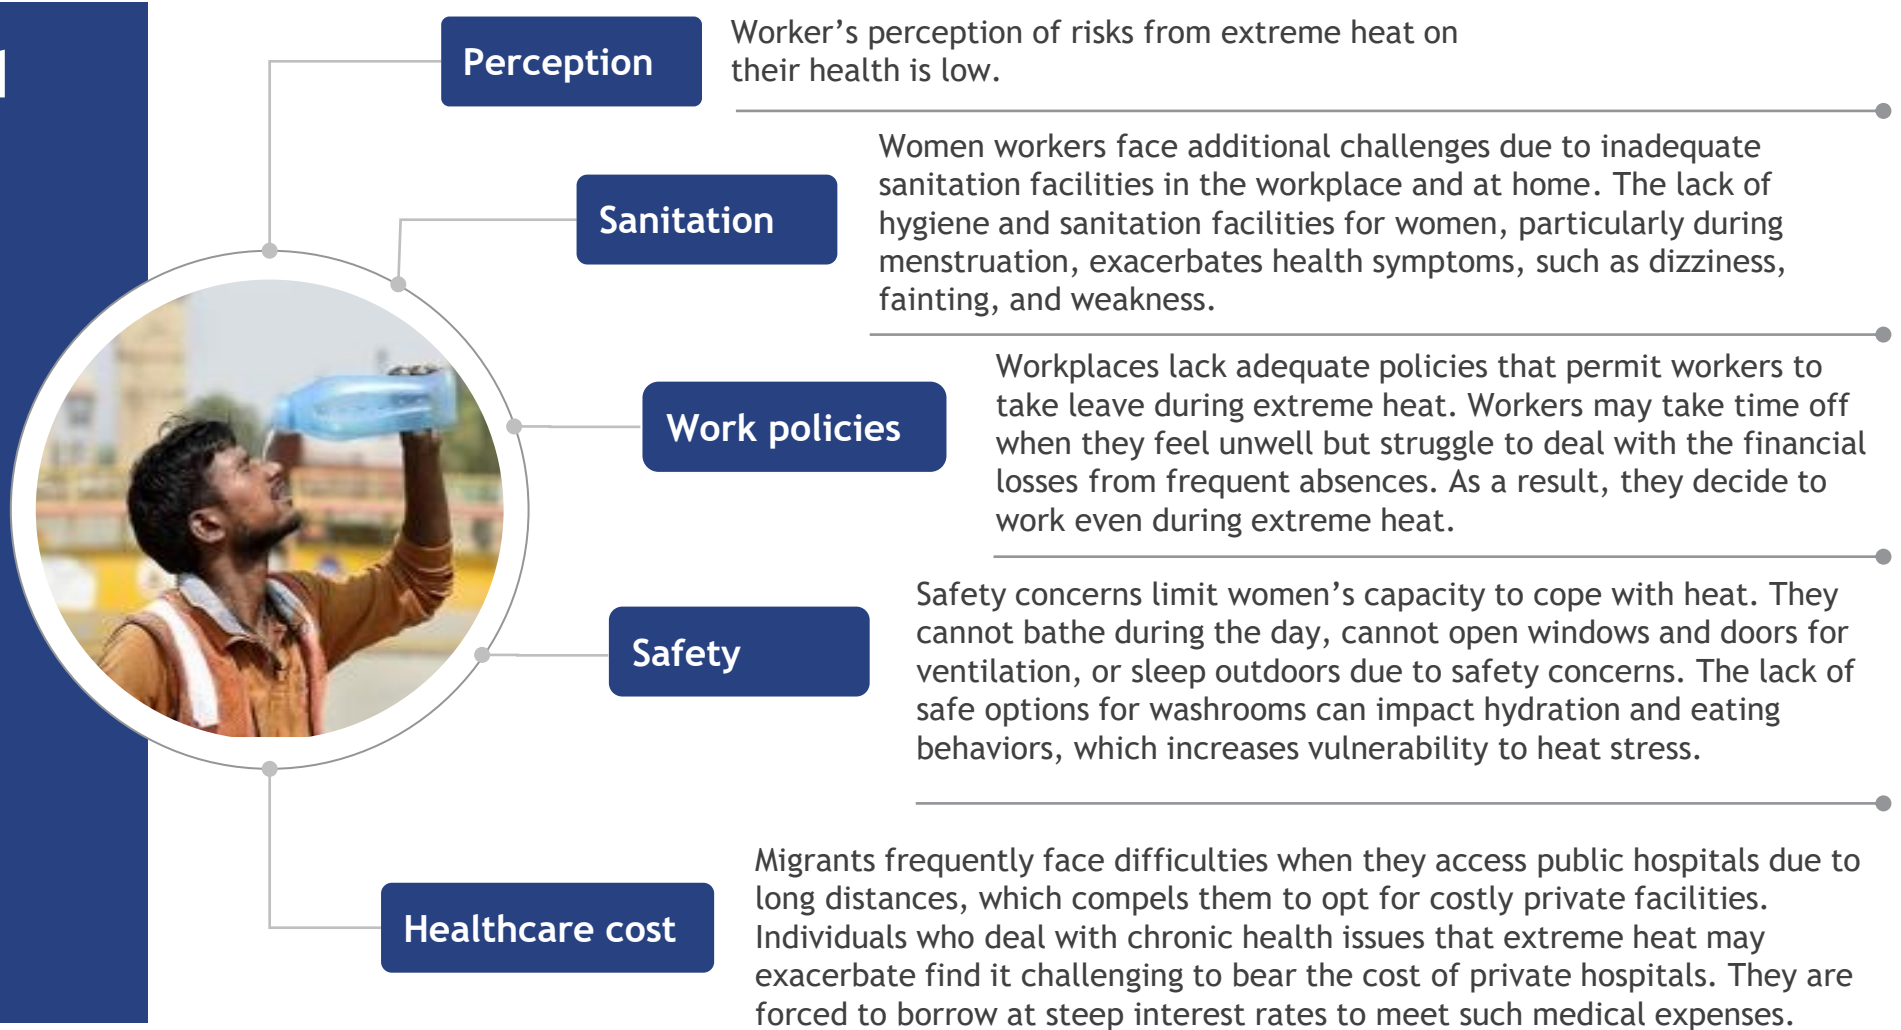 Perception
Worker’s perception of risks from extreme heat on
their health is low.
Sanitation
Women workers face additional challenges due to inadequate
sanitation facilities in the workplace and at home. The lack of
hygiene and sanitation facilities for women, particularly during
menstruation, exacerbates health symptoms, such as dizziness,
fainting, and weakness.
Work policies
Workplaces lack adequate policies that permit workers to
take leave during extreme heat. Workers may take time off
when they feel unwell but struggle to deal with the financial
losses from frequent absences. As a result, they decide to
work even during extreme heat.
Safety
Safety concerns limit women’s capacity to cope with heat. They
cannot bathe during the day, cannot open windows and doors for
ventilation, or sleep outdoors due to safety concerns. The lack of
safe options for washrooms can impact hydration and eating
behaviors, which increases vulnerability to heat stress.
Healthcare cost
Migrants frequently face difficulties when they access public hospitals due to
long distances, which compels them to opt for costly private facilities.
Individuals who deal with chronic health issues that extreme heat may
exacerbate find it challenging to bear the cost of private hospitals. They are
forced to borrow at steep interest rates to meet such medical expenses.